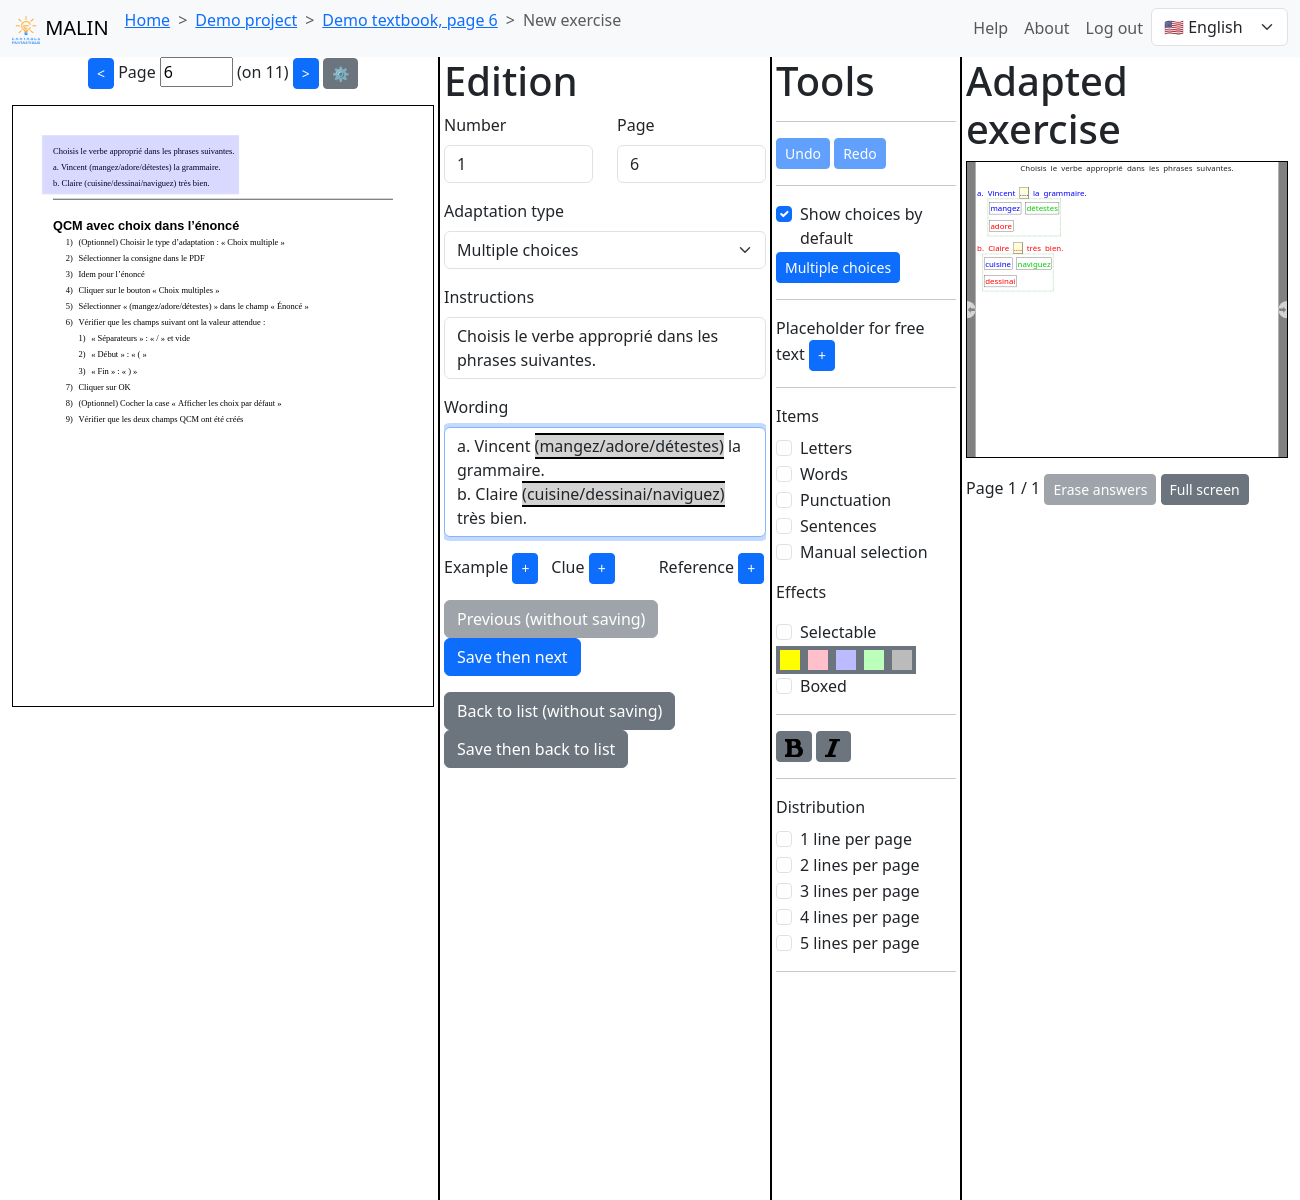 MALIN
Home > Demo project > Demo textbook, page 6 > New exercise
Help About Log out 🇺🇸 English
< Page 6 (on 11) > ⚙️
Choisis le verbe approprié dans les phrases suivantes.
a. Vincent (mangez/adore/détestes) la grammaire.
b. Claire (cuisine/dessinai/naviguez) très bien.
QCM avec choix dans l'énoncé
1) (Optionnel) Choisir le type d'adaptation : « Choix multiple »
2) Sélectionner la consigne dans le PDF
3) Idem pour l'énoncé
4) Cliquer sur le bouton « Choix multiples »
5) Sélectionner « (mangez/adore/détestes) » dans le champ « Énoncé »
6) Vérifier que les champs suivant ont la valeur attendue :
1) « Séparateurs » : « / » et vide
2) « Début » : « ( »
3) « Fin » : « ) »
7) Cliquer sur OK
8) (Optionnel) Cocher la case « Afficher les choix par défaut »
9) Vérifier que les deux champs QCM ont été créés
Edition
Number Page
1 6
Adaptation type
Multiple choices
Instructions
Choisis le verbe approprié dans les
phrases suivantes.
Wording
a. Vincent (mangez/adore/détestes) la
grammaire.
b. Claire (cuisine/dessinai/naviguez)
très bien.
Example + Clue + Reference +
Previous (without saving)
Save then next
Back to list (without saving)
Save then back to list
Tools
Undo Redo
Show choices by
default
Multiple choices
Placeholder for free
text +
Items
Letters
Words
Punctuation
Sentences
Manual selection
Effects
Selectable
Boxed
B I
Distribution
1 line per page
2 lines per page
3 lines per page
4 lines per page
5 lines per page
Adapted
exercise
Choisis le verbe approprié dans les phrases suivantes.
a. Vincent ... la grammaire.
mangez détestes
adore
b. Claire ... très bien.
cuisine naviguez
dessinai
Page 1 / 1 Erase answers Full screen